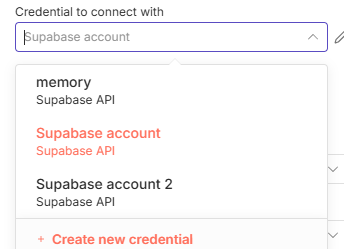 Credential to connect with
Supabase account
memory
Supabase API
Supabase account
Supabase API
Supabase account 2
Supabase API
+ Create new credential